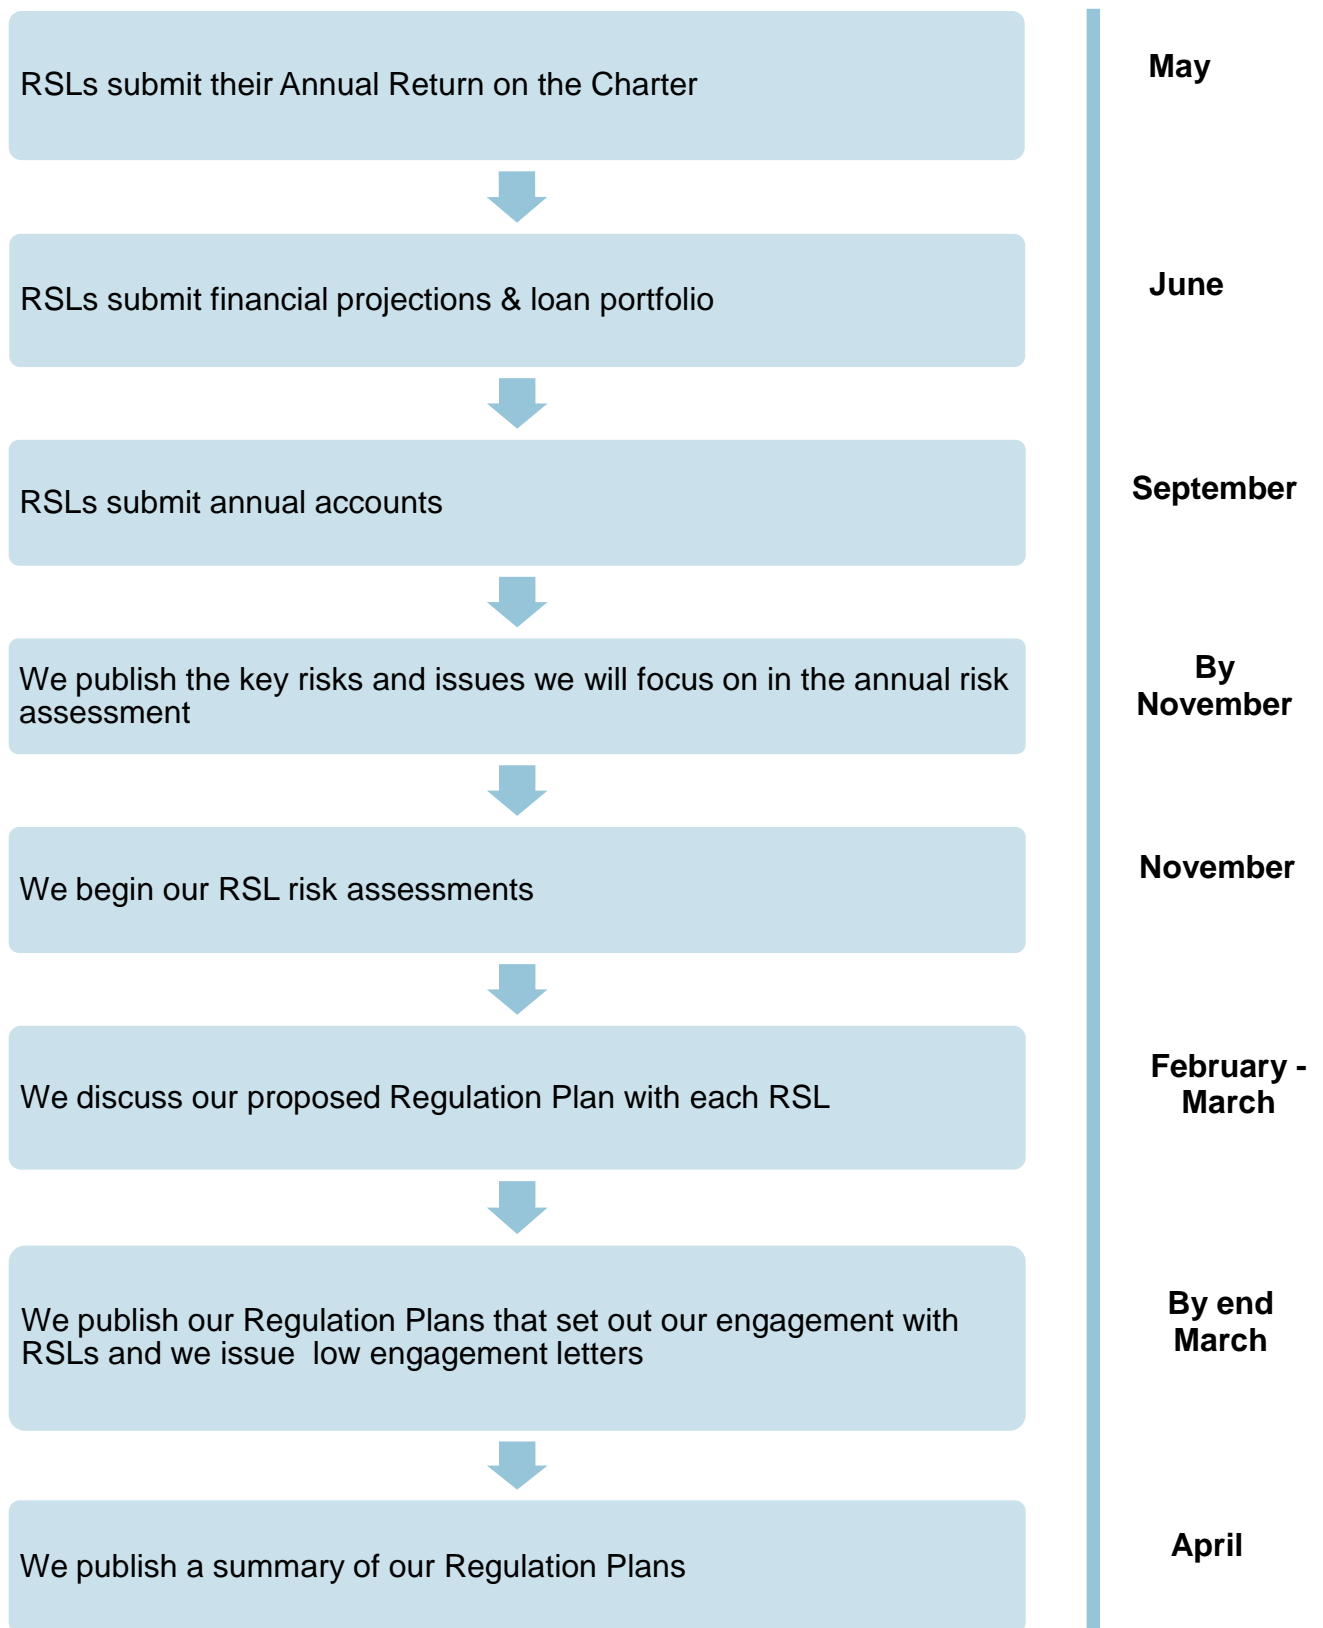 RSLs submit their Annual Return on the Charter
May
RSLs submit financial projections & loan portfolio
June
RSLs submit annual accounts
September
We publish the key risks and issues we will focus on in the annual risk
assessment
By
November
We begin our RSL risk assessments
November
We discuss our proposed Regulation Plan with each RSL
February -
March
We publish our Regulation Plans that set out our engagement with
RSLs and we issue  low engagement letters
By end
March
We publish a summary of our Regulation Plans
April